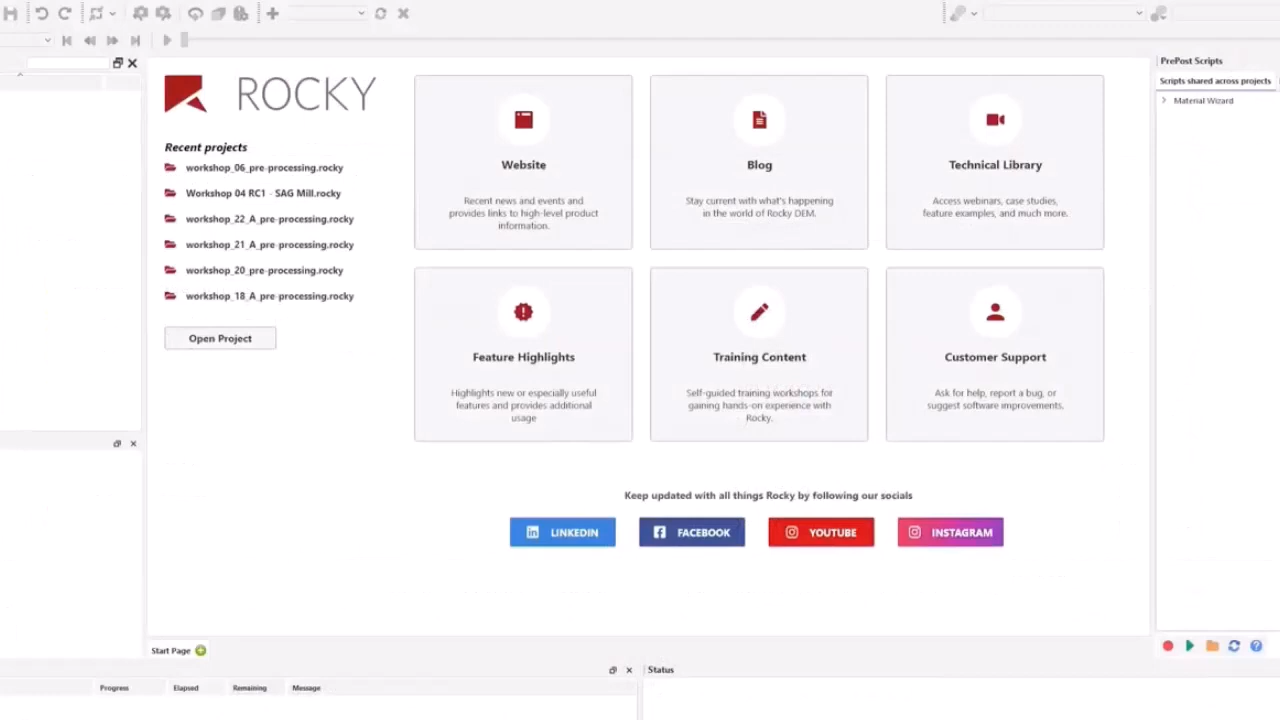 PrePost Scripts
Scripts shared across projects
Material Wizard
ROCKY
Recent projects
workshop_06_pre-processing.rocky
Workshop 04 RC1 - SAG Mill.rocky
workshop_22_A_pre-processing.rocky
workshop_21_A_pre-processing.rocky
workshop_20_pre-processing.rocky
workshop_18_A_pre-processing.rocky
Open Project
Website
Recent news and events and
provides links to high-level product
information.
Blog
Stay current with what's happening
in the world of Rocky DEM.
Technical Library
Access webinars, case studies,
feature examples, and much more.
Feature Highlights
Highlights new or especially useful
features and provides additional
usage
Training Content
Self-guided training workshops for
gaining hands-on experience with
Rocky.
Customer Support
Ask for help, report a bug, or
suggest software improvements.
Keep updated with all things Rocky by following our socials
LINKEDIN
FACEBOOK
YOUTUBE
INSTAGRAM
Start Page
Status
Progress
Elapsed
Remaining
Message